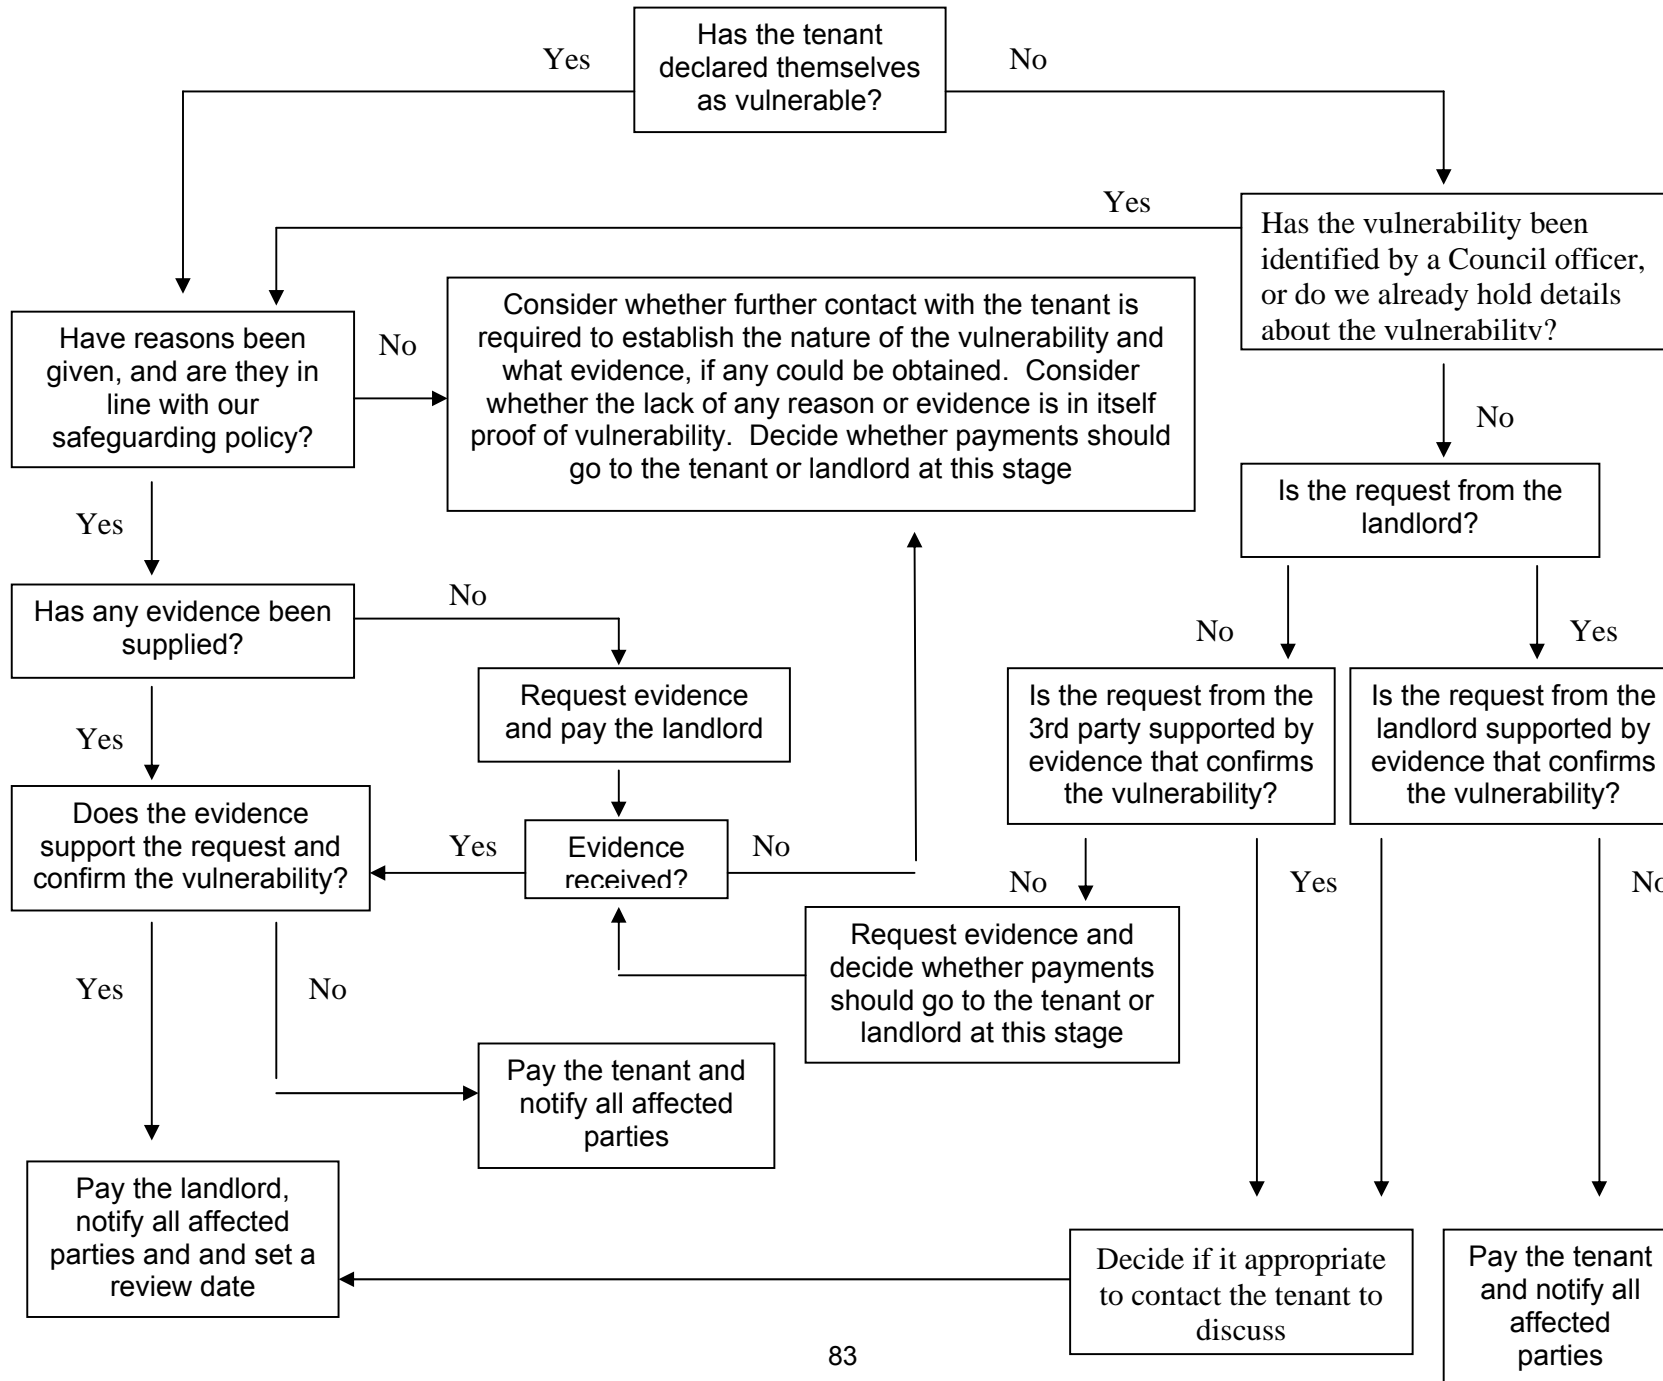 Has the tenant
declared themselves
as vulnerable?
Yes
No
Yes
Has the vulnerability been
identified by a Council officer,
or do we already hold details
about the vulnerability?
Have reasons been
given, and are they in
line with our
safeguarding policy?
No
Consider whether further contact with the tenant is
required to establish the nature of the vulnerability and
what evidence, if any could be obtained.  Consider
whether the lack of any reason or evidence is in itself
proof of vulnerability.  Decide whether payments should
go to the tenant or landlord at this stage
No
Is the request from the
landlord?
Yes
Has any evidence been
supplied?
No
No
Yes
Request evidence
and pay the landlord
Is the request from the
3rd party supported by
evidence that confirms
the vulnerability?
Is the request from the
landlord supported by
evidence that confirms
the vulnerability?
Yes
Does the evidence
support the request and
confirm the vulnerability?
Yes
Evidence
received?
No
No
Yes
No
Request evidence and
decide whether payments
should go to the tenant or
landlord at this stage
Yes
No
Pay the tenant and
notify all affected
parties
Pay the landlord,
notify all affected
parties and and set a
review date
Decide if it appropriate
to contact the tenant to
discuss
Pay the tenant
and notify all
affected
parties
83